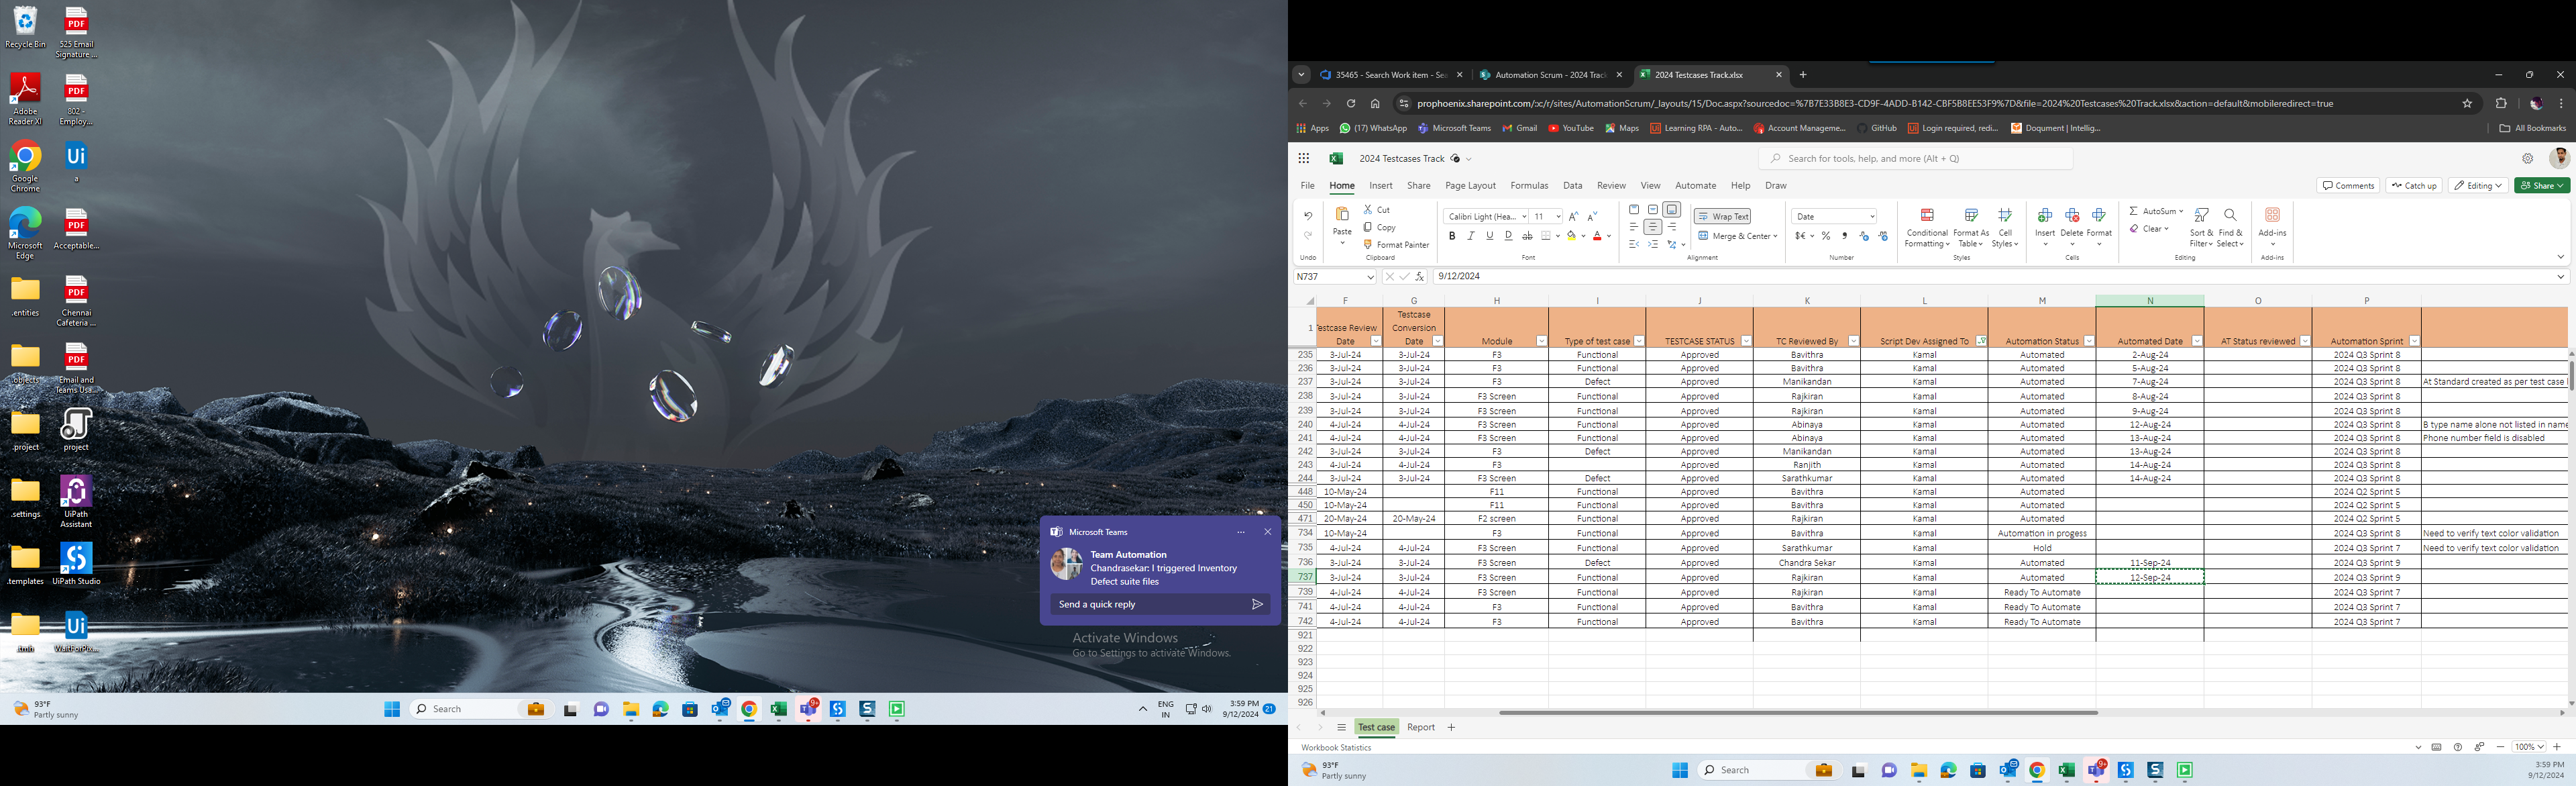 Recycle Bin
525 Email Signature ...
Adobe Reader XI
802 - Employ...
Google Chrome
a
Microsoft Edge
Acceptable...
.entities
Chennai Cafeteria ...
.objects
Email and Teams Usa...
.project
project
.settings
UiPath Assistant
.templates
UiPath Studio
.tmh
WaitForPix...
Microsoft Teams
Team Automation
Chandrasekar: I triggered Inventory
Defect suite files
Send a quick reply
Activate Windows
Go to Settings to activate Windows.
93°F
Partly sunny
Search
ENG
IN
3:59 PM
9/12/2024
21
35465 - Search Work item - Sea
Automation Scrum - 2024 Track
2024 Testcases Track.xlsx
prophoenix.sharepoint.com/:x:/r/sites/AutomationScrum/_layouts/15/Doc.aspx?sourcedoc=%7B7E33B8E3-CD9F-4ADD-B142-CBF5B8EE53F9%7D&file=2024%20Testcases%20Track.xlsx&action=default&mobileredirect=true
Apps (17) WhatsApp Microsoft Teams Gmail YouTube Maps Learning RPA - Auto... Account Manageme... GitHub Login required, redi... Doqument | Intellig... All Bookmarks
2024 Testcases Track
Search for tools, help, and more (Alt + Q)
File Home Insert Share Page Layout Formulas Data Review View Automate Help Draw
Comments Catch up Editing Share
Paste Cut
Copy
Format Painter
Calibri Light (Hea... 11
Wrap Text
Merge & Center
Date
Conditional Formatting Format As Table Cell Styles
Insert Delete Format
AutoSum
Clear
Sort & Filter Find & Select
Add-ins
Undo Clipboard Font Alignment Number Styles Cells Editing Add-ins
N737 9/12/2024
F G H I J K L M N O P
1 Testcase Review Date Testcase Conversion Date Module Type of test case TESTCASE STATUS TC Reviewed By Script Dev Assigned To Automation Status Automated Date AT Status reviewed Automation Sprint
235 3-Jul-24 3-Jul-24 F3 Functional Approved Bavithra Kamal Automated 2-Aug-24 2024 Q3 Sprint 8
236 3-Jul-24 3-Jul-24 F3 Functional Approved Bavithra Kamal Automated 5-Aug-24 2024 Q3 Sprint 8
237 3-Jul-24 3-Jul-24 F3 Defect Approved Manikandan Kamal Automated 7-Aug-24 2024 Q3 Sprint 8 At Standard created as per test case
238 3-Jul-24 3-Jul-24 F3 Screen Functional Approved Rajkiran Kamal Automated 8-Aug-24 2024 Q3 Sprint 8
239 3-Jul-24 3-Jul-24 F3 Screen Functional Approved Rajkiran Kamal Automated 9-Aug-24 2024 Q3 Sprint 8
240 4-Jul-24 4-Jul-24 F3 Screen Functional Approved Abinaya Kamal Automated 12-Aug-24 2024 Q3 Sprint 8 B type name alone not listed in name
241 4-Jul-24 4-Jul-24 F3 Screen Functional Approved Abinaya Kamal Automated 13-Aug-24 2024 Q3 Sprint 8 Phone number field is disabled
242 3-Jul-24 3-Jul-24 F3 Defect Approved Manikandan Kamal Automated 13-Aug-24 2024 Q3 Sprint 8
243 4-Jul-24 4-Jul-24 F3 Approved Ranjith Kamal Automated 14-Aug-24 2024 Q3 Sprint 8
244 3-Jul-24 3-Jul-24 F3 Screen Defect Approved Sarathkumar Kamal Automated 14-Aug-24 2024 Q3 Sprint 8
448 10-May-24 F11 Functional Approved Bavithra Kamal Automated 2024 Q2 Sprint 5
450 10-May-24 F11 Functional Approved Bavithra Kamal Automated 2024 Q2 Sprint 5
471 20-May-24 20-May-24 F2 screen Functional Approved Rajkiran Kamal Automated 2024 Q2 Sprint 5
734 10-May-24 F3 Functional Approved Bavithra Kamal Automation in progess 2024 Q3 Sprint 8 Need to verify text color validation
735 4-Jul-24 4-Jul-24 F3 Screen Functional Approved Sarathkumar Kamal Hold 2024 Q3 Sprint 7 Need to verify text color validation
736 3-Jul-24 3-Jul-24 F3 Screen Defect Approved Chandra Sekar Kamal Automated 11-Sep-24 2024 Q3 Sprint 9
737 3-Jul-24 3-Jul-24 F3 Screen Functional Approved Rajkiran Kamal Automated 12-Sep-24 2024 Q3 Sprint 9
739 4-Jul-24 4-Jul-24 F3 Screen Functional Approved Rajkiran Kamal Ready To Automate 2024 Q3 Sprint 7
741 4-Jul-24 4-Jul-24 F3 Functional Approved Bavithra Kamal Ready To Automate 2024 Q3 Sprint 7
742 4-Jul-24 4-Jul-24 F3 Functional Approved Bavithra Kamal Ready To Automate 2024 Q3 Sprint 7
921
922
923
924
925
926
Test case Report
Workbook Statistics
100%
93°F
Partly sunny
Search
3:59 PM
9/12/2024